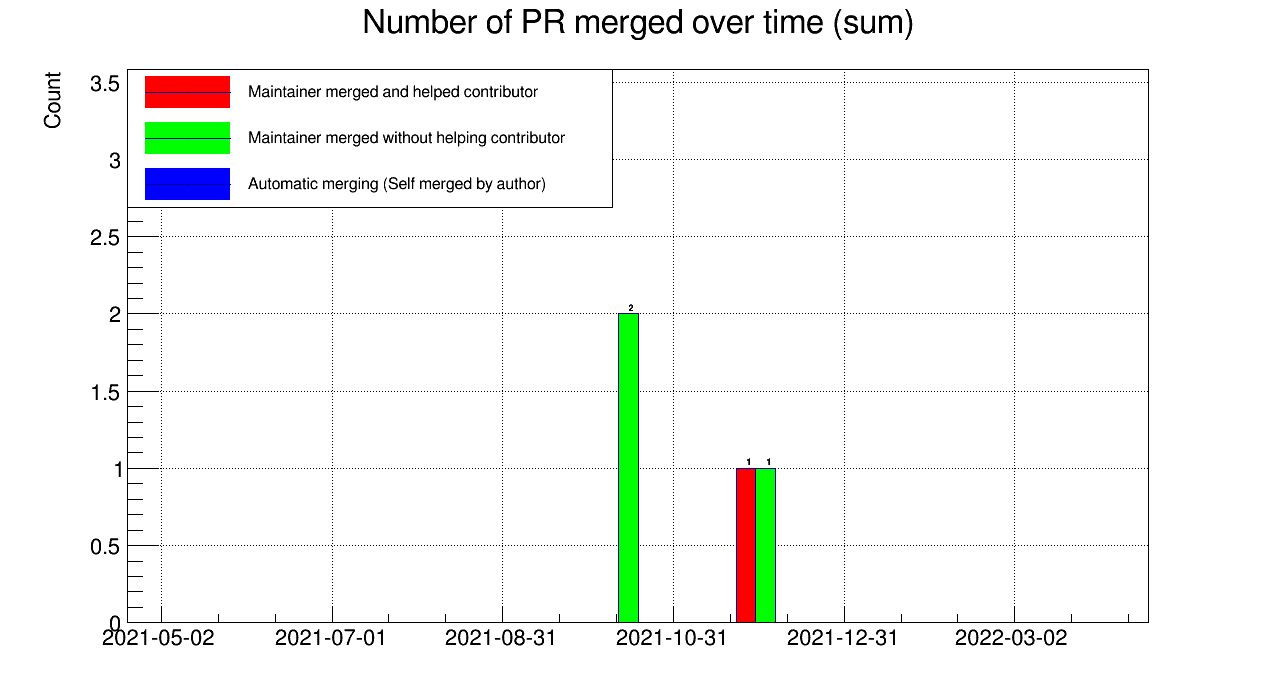 Number of PR merged over time (sum)
Count
Maintainer merged and helped contributor
Maintainer merged without helping contributor
Automatic merging (Self merged by author)
3.5
3
2.5
2
1.5
1
0.5
0
2
1 1
2021-05-02 2021-07-01 2021-08-31 2021-10-31 2021-12-31 2022-03-02